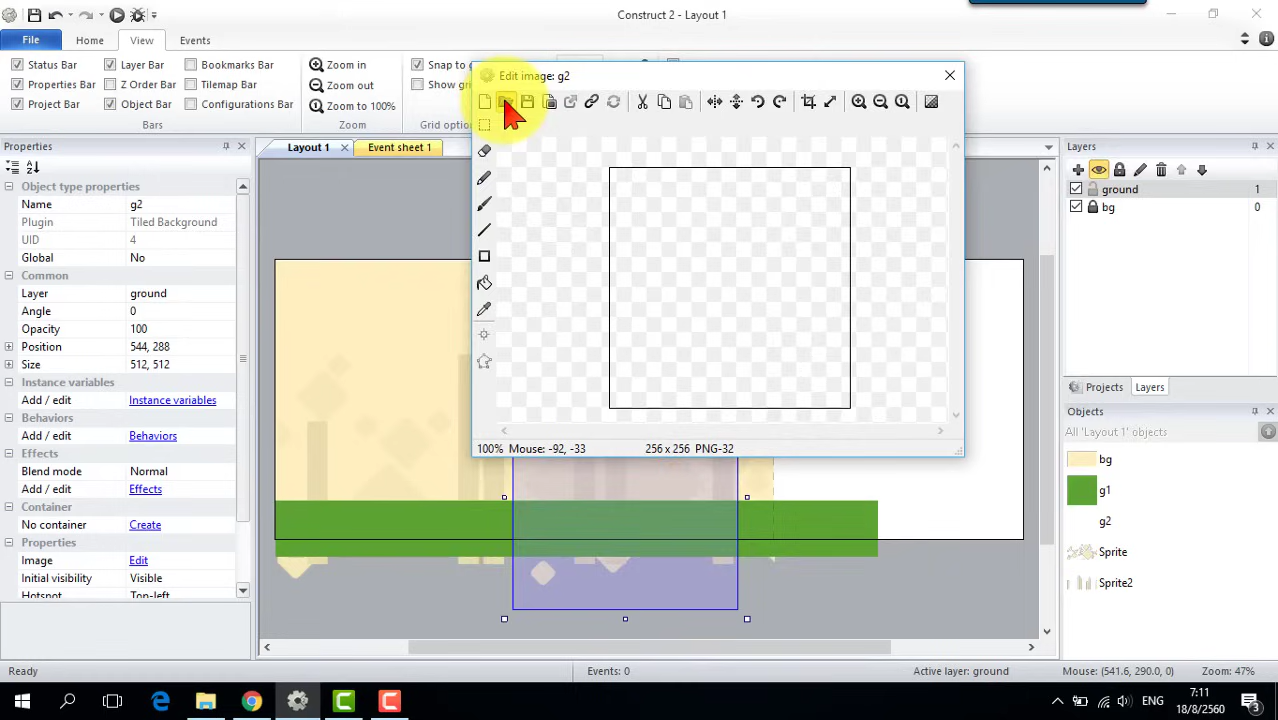 Construct 2 - Layout 1
File
Home
View
Events
Status Bar
Layer Bar
Bookmarks Bar
Zoom in
Snap to g
Properties Bar
Z Order Bar
Tilemap Bar
Zoom out
Show gri
Project Bar
Object Bar
Configurations Bar
Zoom to 100%
Bars
Zoom
Grid option
Edit image: g2
Properties
Layout 1
Event sheet 1
Layers
Object type properties
Name g2
Plugin Tiled Background
UID 4
Global No
Common
Layer ground
Angle 0
Opacity 100
Position 544, 288
Size 512, 512
Instance variables
Add / edit Instance variables
Behaviors
Add / edit Behaviors
Effects
Blend mode Normal
Add / edit Effects
Container
No container Create
Properties
Image Edit
Initial visibility Visible
Hotspot Top-left
100% Mouse: -92, -33 256 x 256 PNG-32
ground 1
bg 0
Projects
Layers
Objects
All 'Layout 1' objects
bg
g1
g2
Sprite
Sprite2
Ready
Events: 0
Active layer: ground
Mouse: (541.6, 290.0, 0)
Zoom: 47%
ENG
7:11
18/8/2560
3